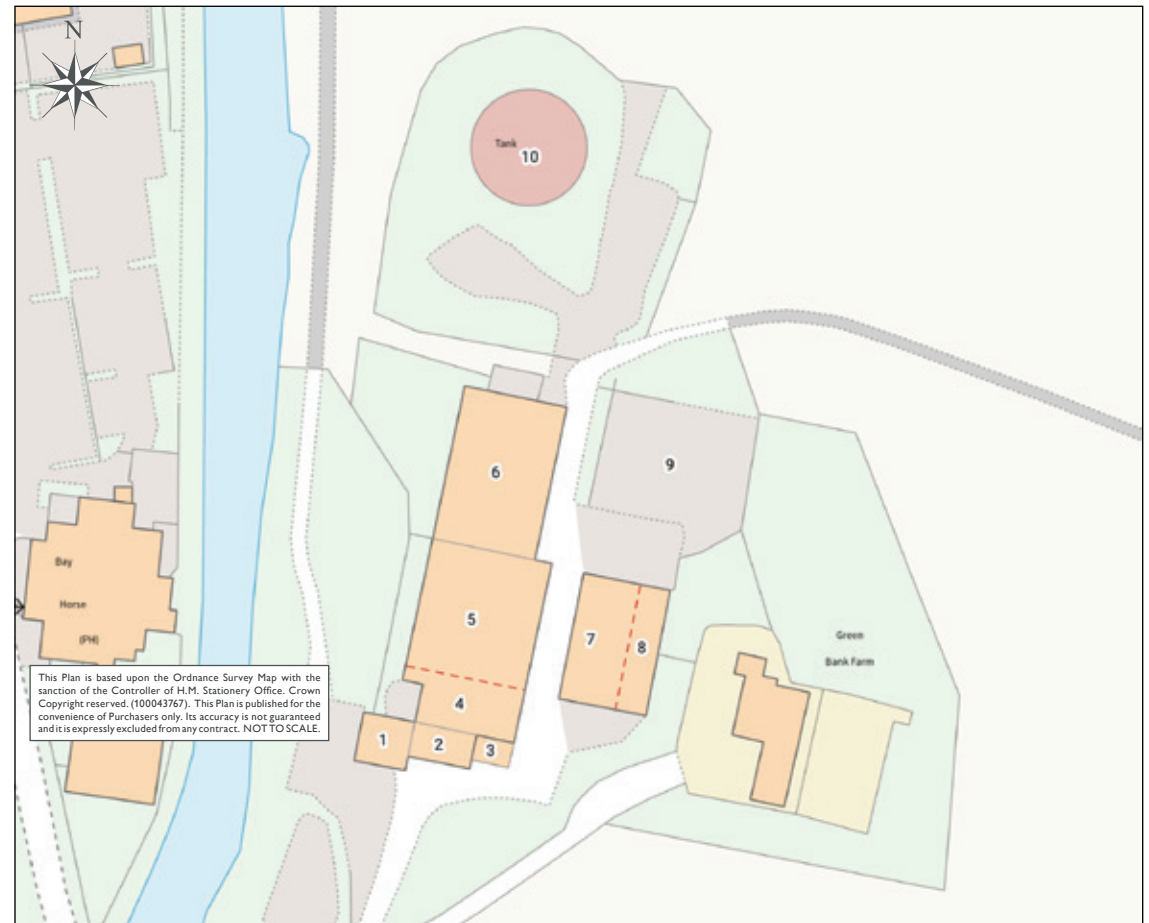 N
Tank
10
6
9
Bay
Horse
(PH)
5
7
8
Green
Bank Farm
4
1
2
3
This Plan is based upon the Ordnance Survey Map with the
sanction of the Controller of H.M. Stationery Office. Crown
Copyright reserved. (100043767). This Plan is published for the
convenience of Purchasers only. Its accuracy is not guaranteed
and it is expressly excluded from any contract. NOT TO SCALE.